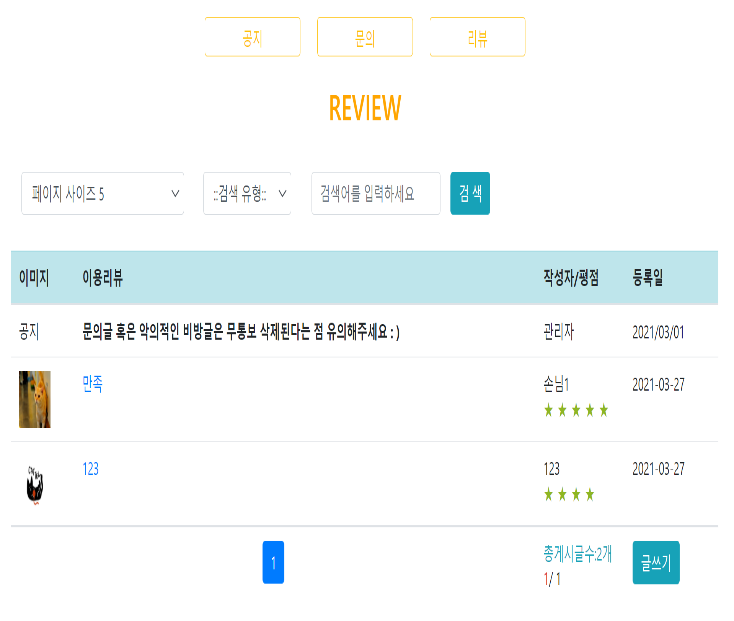 공지 문의 리뷰
REVIEW
페이지 사이즈 5 ::검색 유형:: 검색어를 입력하세요 검 색
이미지 이용리뷰 작성자/평점 등록일
공지 문의글 혹은 악의적인 비방글은 무통보 삭제된다는 점 유의해주세요 : ) 관리자 2021/03/01
만족 손님1 2021-03-27
★ ★ ★ ★ ★
123 123 2021-03-27
★ ★ ★ ★
1 총게시글수:2개 글쓰기
1/ 1